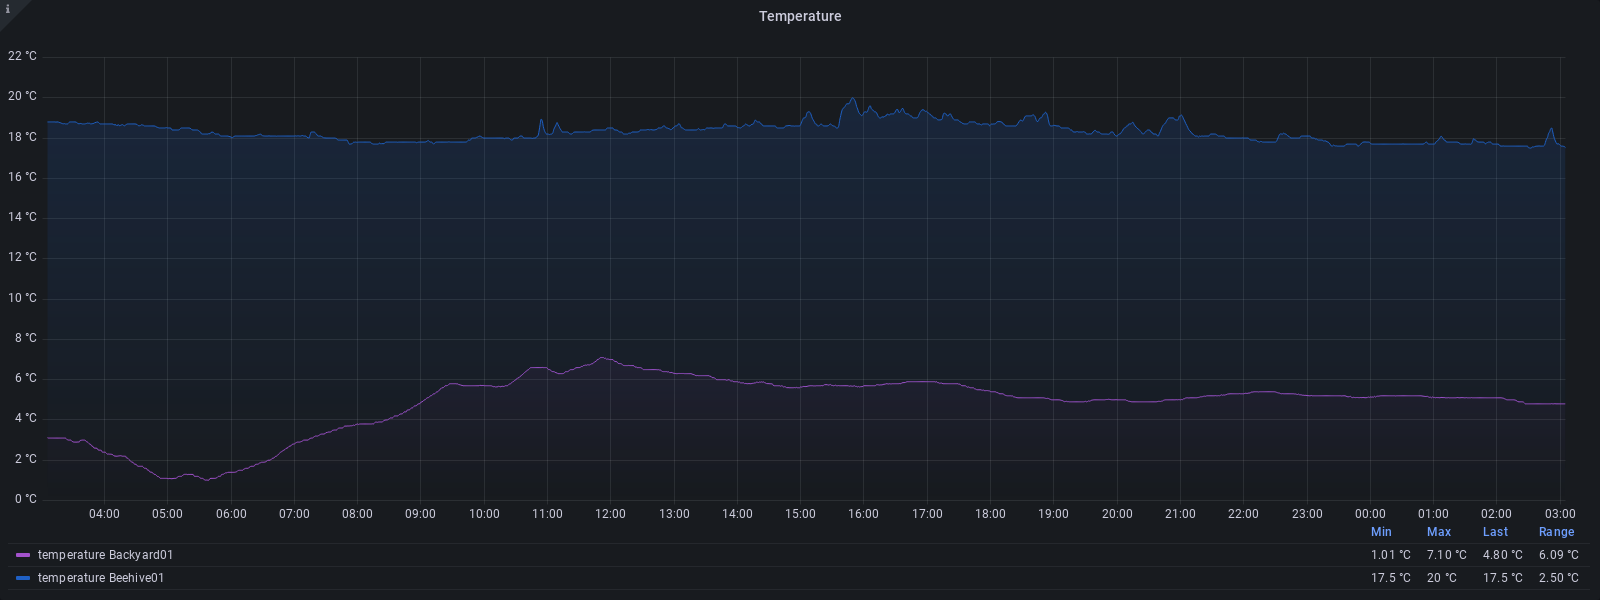 i
Temperature
22 °C
20 °C
18 °C
16 °C
14 °C
12 °C
10 °C
8 °C
6 °C
4 °C
2 °C
0 °C
04:00 05:00 06:00 07:00 08:00 09:00 10:00 11:00 12:00 13:00 14:00 15:00 16:00 17:00 18:00 19:00 20:00 21:00 22:00 23:00 00:00 01:00 02:00 03:00
Min Max Last Range
temperature Backyard01 1.01 °C 7.10 °C 4.80 °C 6.09 °C
temperature Beehive01 17.5 °C 20 °C 17.5 °C 2.50 °C